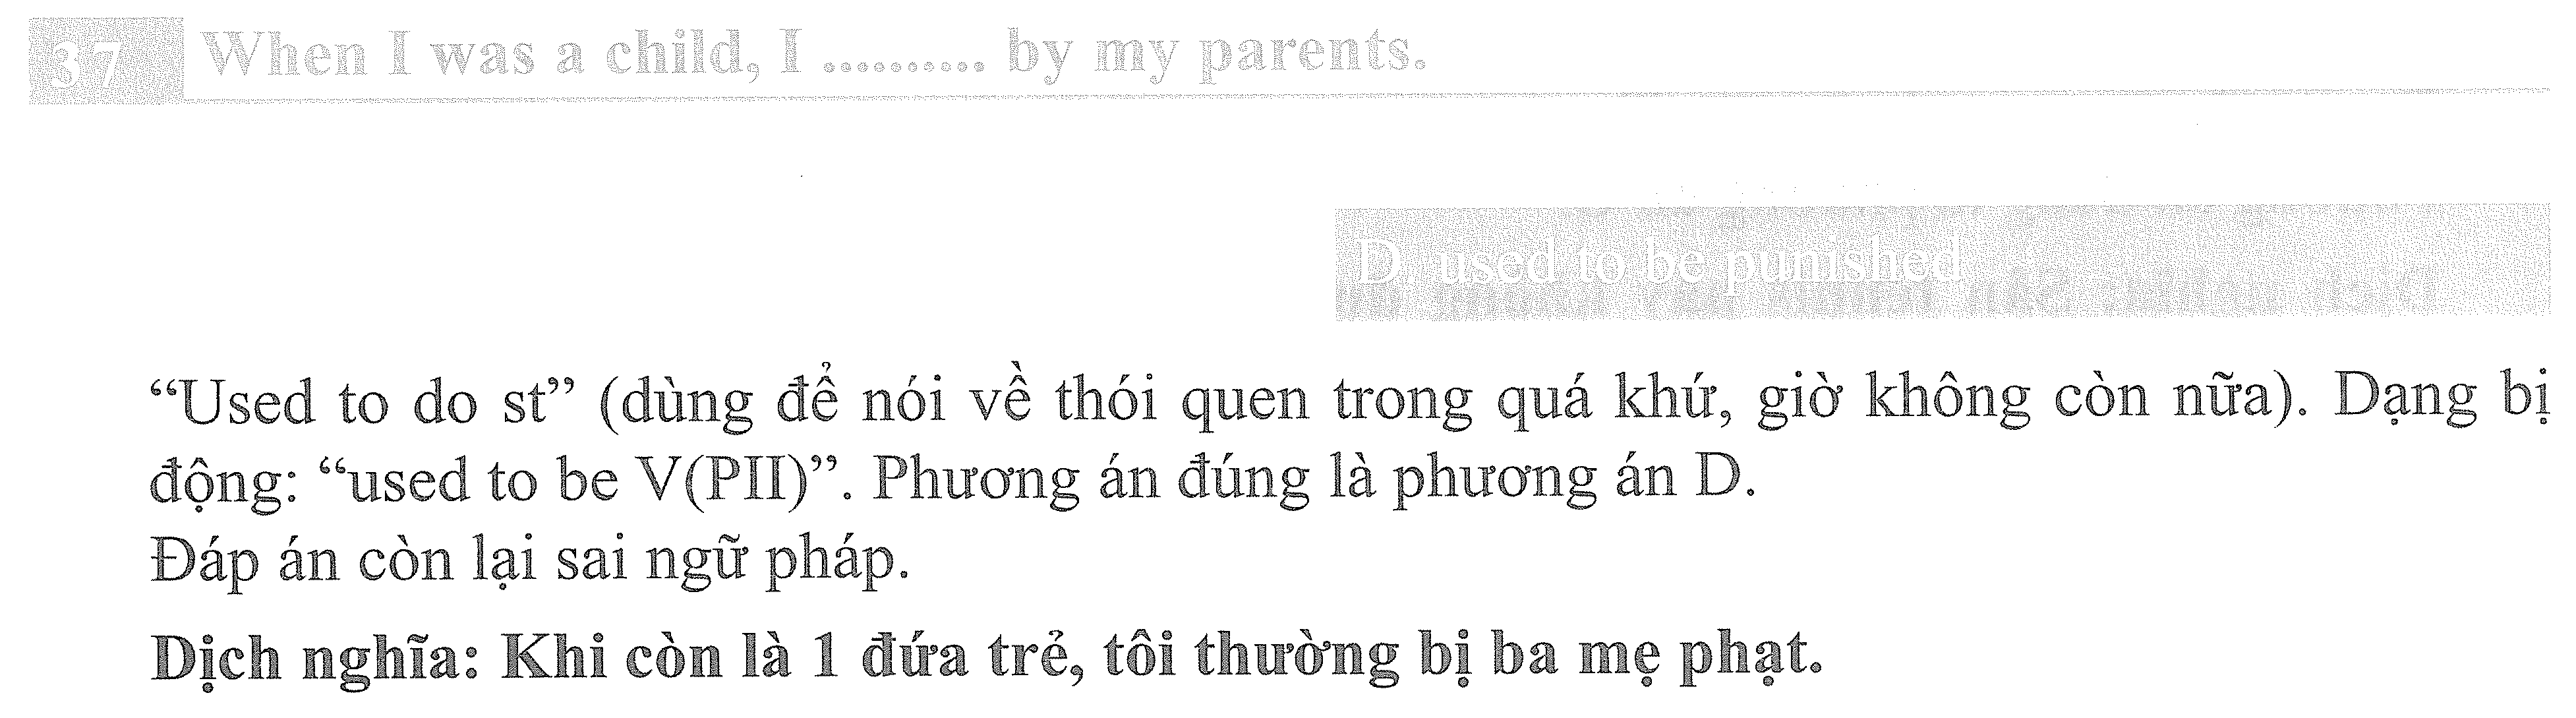 37 When I was a child, I .......... by my parents.
D. used to be punished
“Used to do st” (dùng để nói về thói quen trong quá khứ, giờ không còn nữa). Dạng bị
động: “used to be V(PII)”. Phương án đúng là phương án D.
Đáp án còn lại sai ngữ pháp.
Dịch nghĩa: Khi còn là 1 đứa trẻ, tôi thường bị ba mẹ phạt.